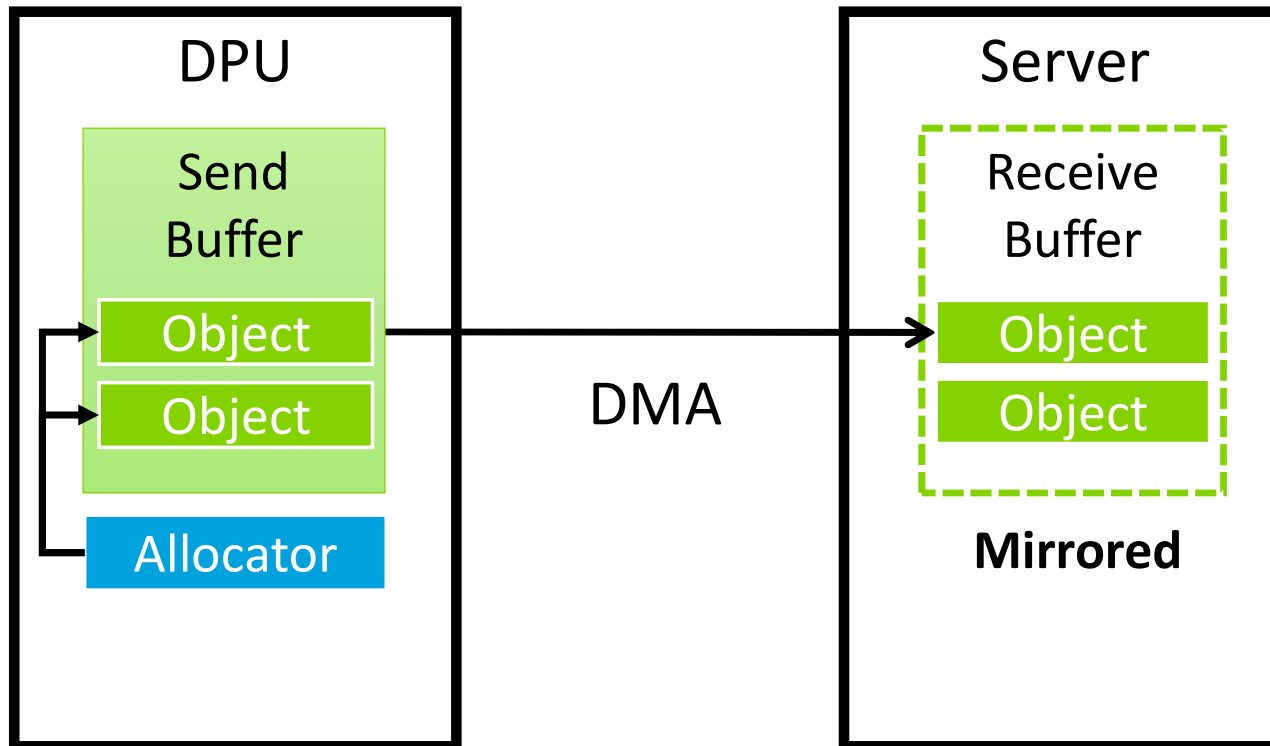 DPU
Send
Buffer
Object
Object
Allocator
DMA
Server
Receive
Buffer
Object
Object
Mirrored